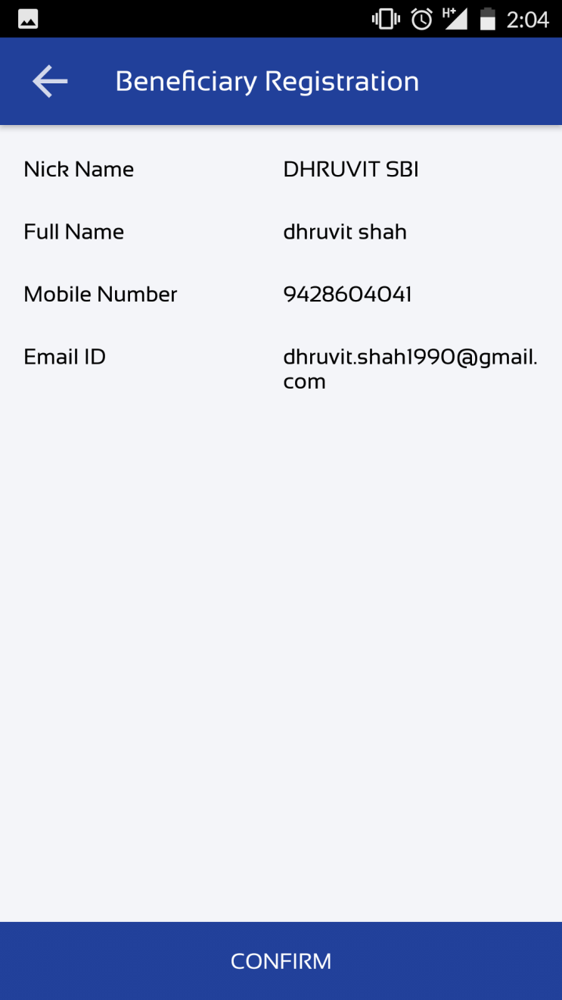 H+ 2:04
Beneficiary Registration
Nick Name DHRUVIT SBI
Full Name dhruvit shah
Mobile Number 9428604041
Email ID dhruvit.shah1990@gmail.
com
CONFIRM